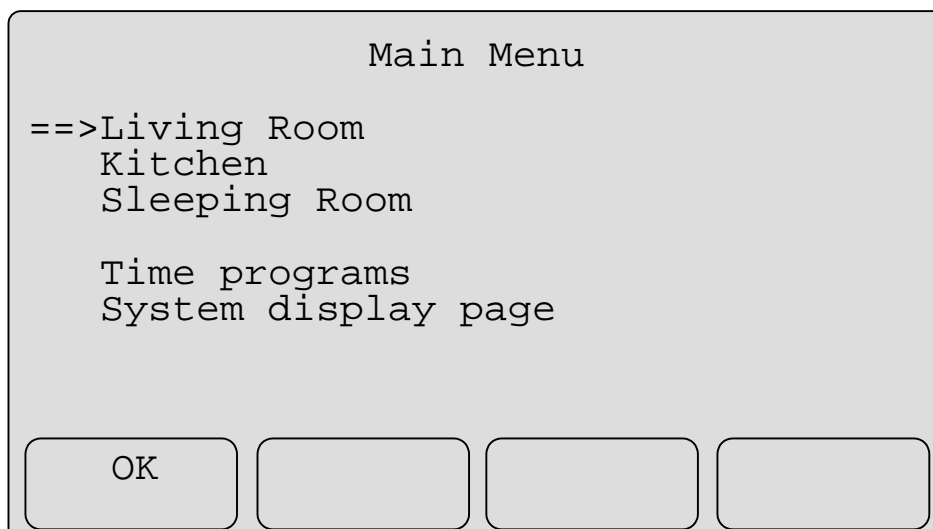 Main Menu
==>Living Room
Kitchen
Sleeping Room
Time programs
System display page
OK